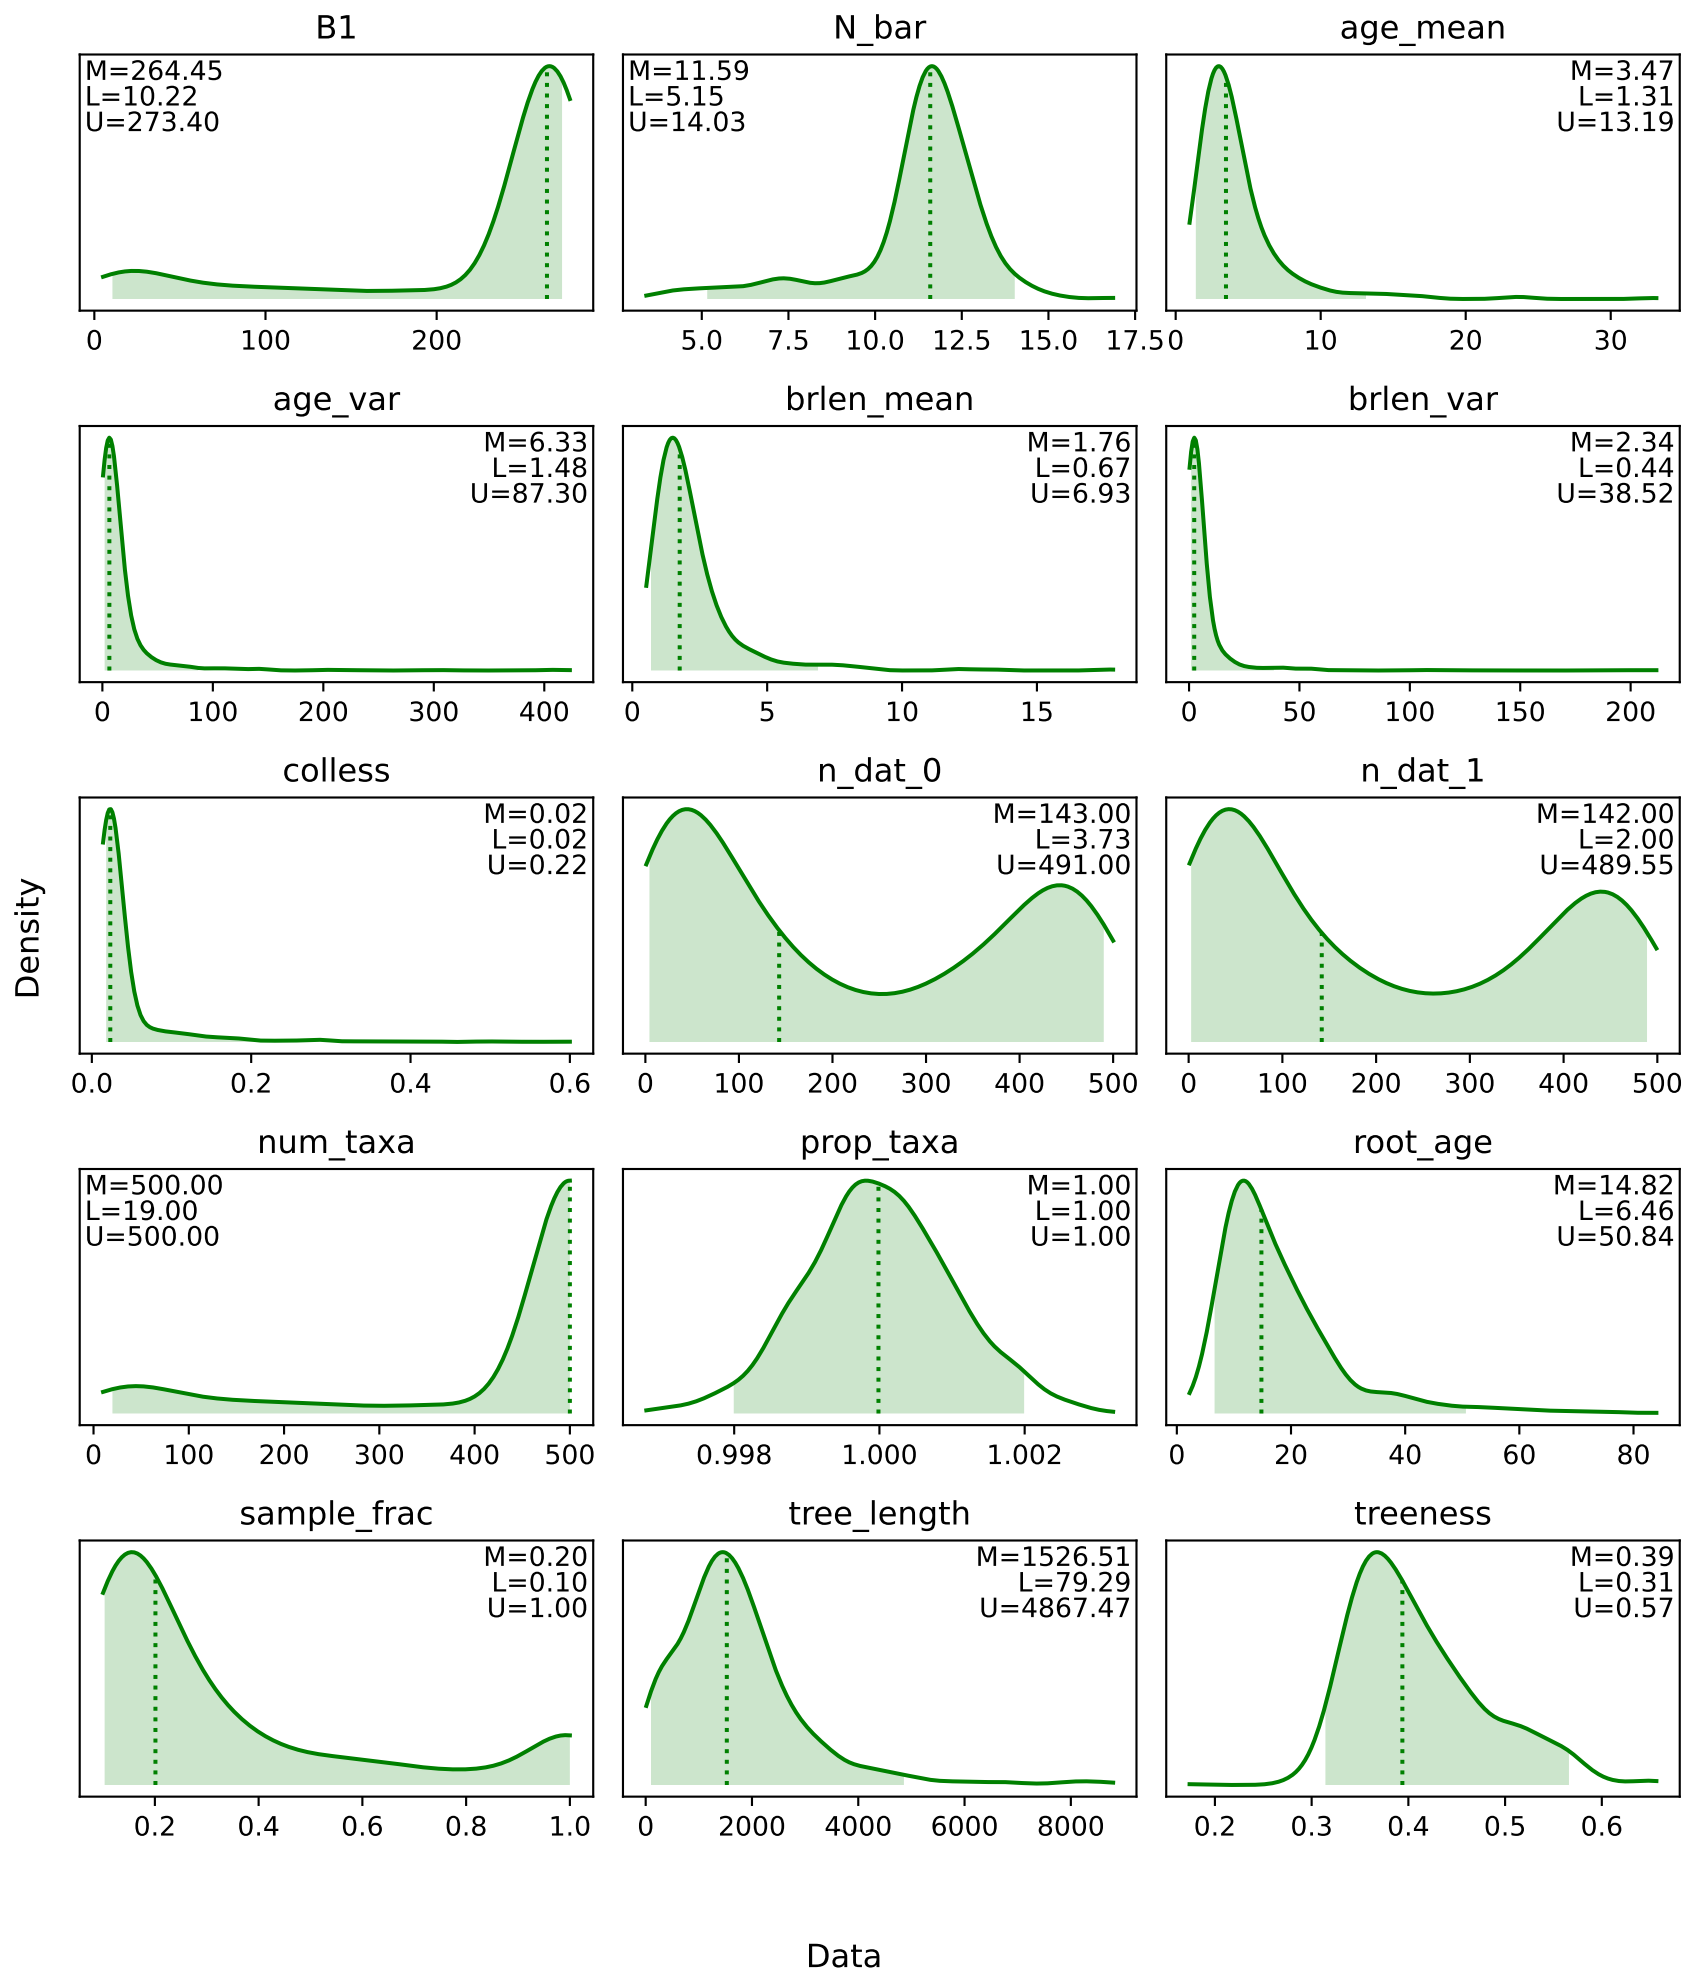 B1
M=264.45
L=10.22
U=273.40
0 100 200
N_bar
M=11.59
L=5.15
U=14.03
5.0 7.5 10.0 12.5 15.0 17.5
age_mean
M=3.47
L=1.31
U=13.19
0 10 20 30
age_var
M=6.33
L=1.48
U=87.30
0 100 200 300 400
brlen_mean
M=1.76
L=0.67
U=6.93
0 5 10 15
brlen_var
M=2.34
L=0.44
U=38.52
0 50 100 150 200
colless
M=0.02
L=0.02
U=0.22
0.0 0.2 0.4 0.6
n_dat_0
M=143.00
L=3.73
U=491.00
0 100 200 300 400 500
n_dat_1
M=142.00
L=2.00
U=489.55
0 100 200 300 400 500
Density
num_taxa
M=500.00
L=19.00
U=500.00
0 100 200 300 400 500
prop_taxa
M=1.00
L=1.00
U=1.00
0.998 1.000 1.002
root_age
M=14.82
L=6.46
U=50.84
0 20 40 60 80
sample_frac
M=0.20
L=0.10
U=1.00
0.2 0.4 0.6 0.8 1.0
tree_length
M=1526.51
L=79.29
U=4867.47
0 2000 4000 6000 8000
treeness
M=0.39
L=0.31
U=0.57
0.2 0.3 0.4 0.5 0.6
Data